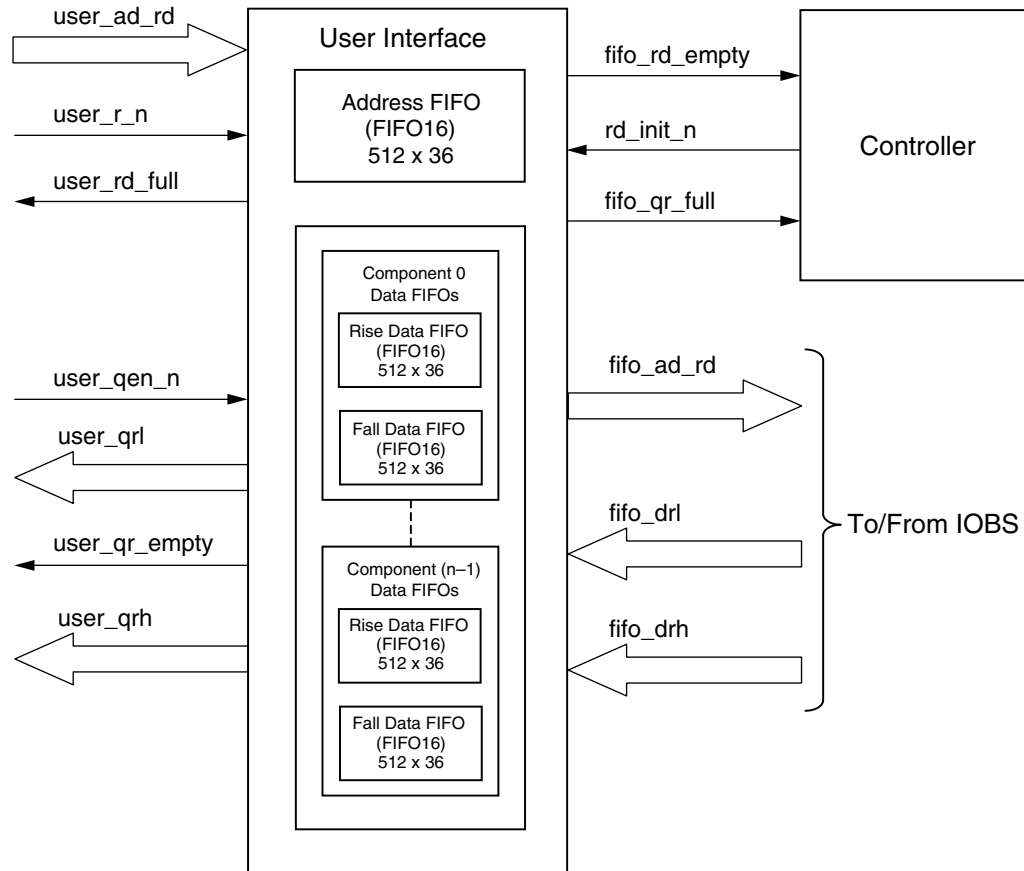 user_ad_rd
user_r_n
user_rd_full
user_qen_n
user_qrl
user_qr_empty
user_qrh
User Interface
Address FIFO
(FIFO16)
512 x 36
Component 0
Data FIFOs
Rise Data FIFO
(FIFO16)
512 x 36
Fall Data FIFO
(FIFO16)
512 x 36
Component (n–1)
Data FIFOs
Rise Data FIFO
(FIFO16)
512 x 36
Fall Data FIFO
(FIFO16)
512 x 36
fifo_rd_empty
rd_init_n
fifo_qr_full
Controller
fifo_ad_rd
fifo_drl
fifo_drh
To/From IOBS